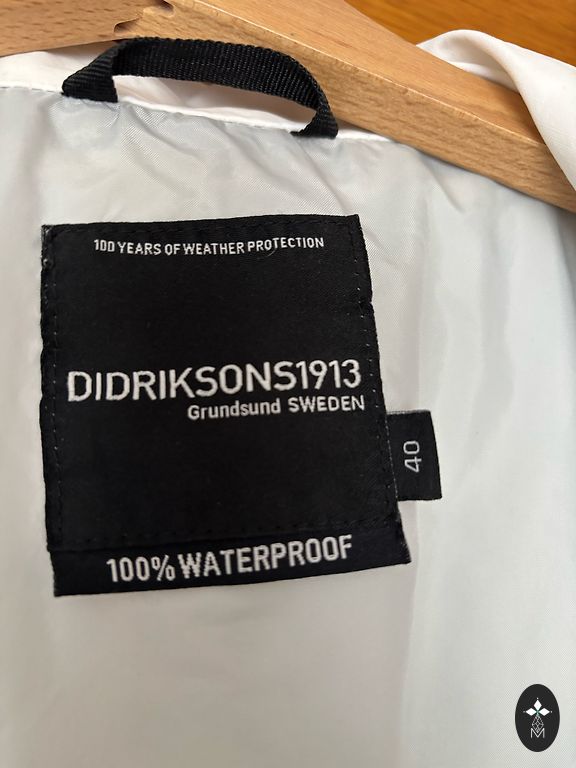 100 YEARS OF WEATHER PROTECTION
DIDRIKSONS1913
Grundsund SWEDEN
40
100% WATERPROOF
M